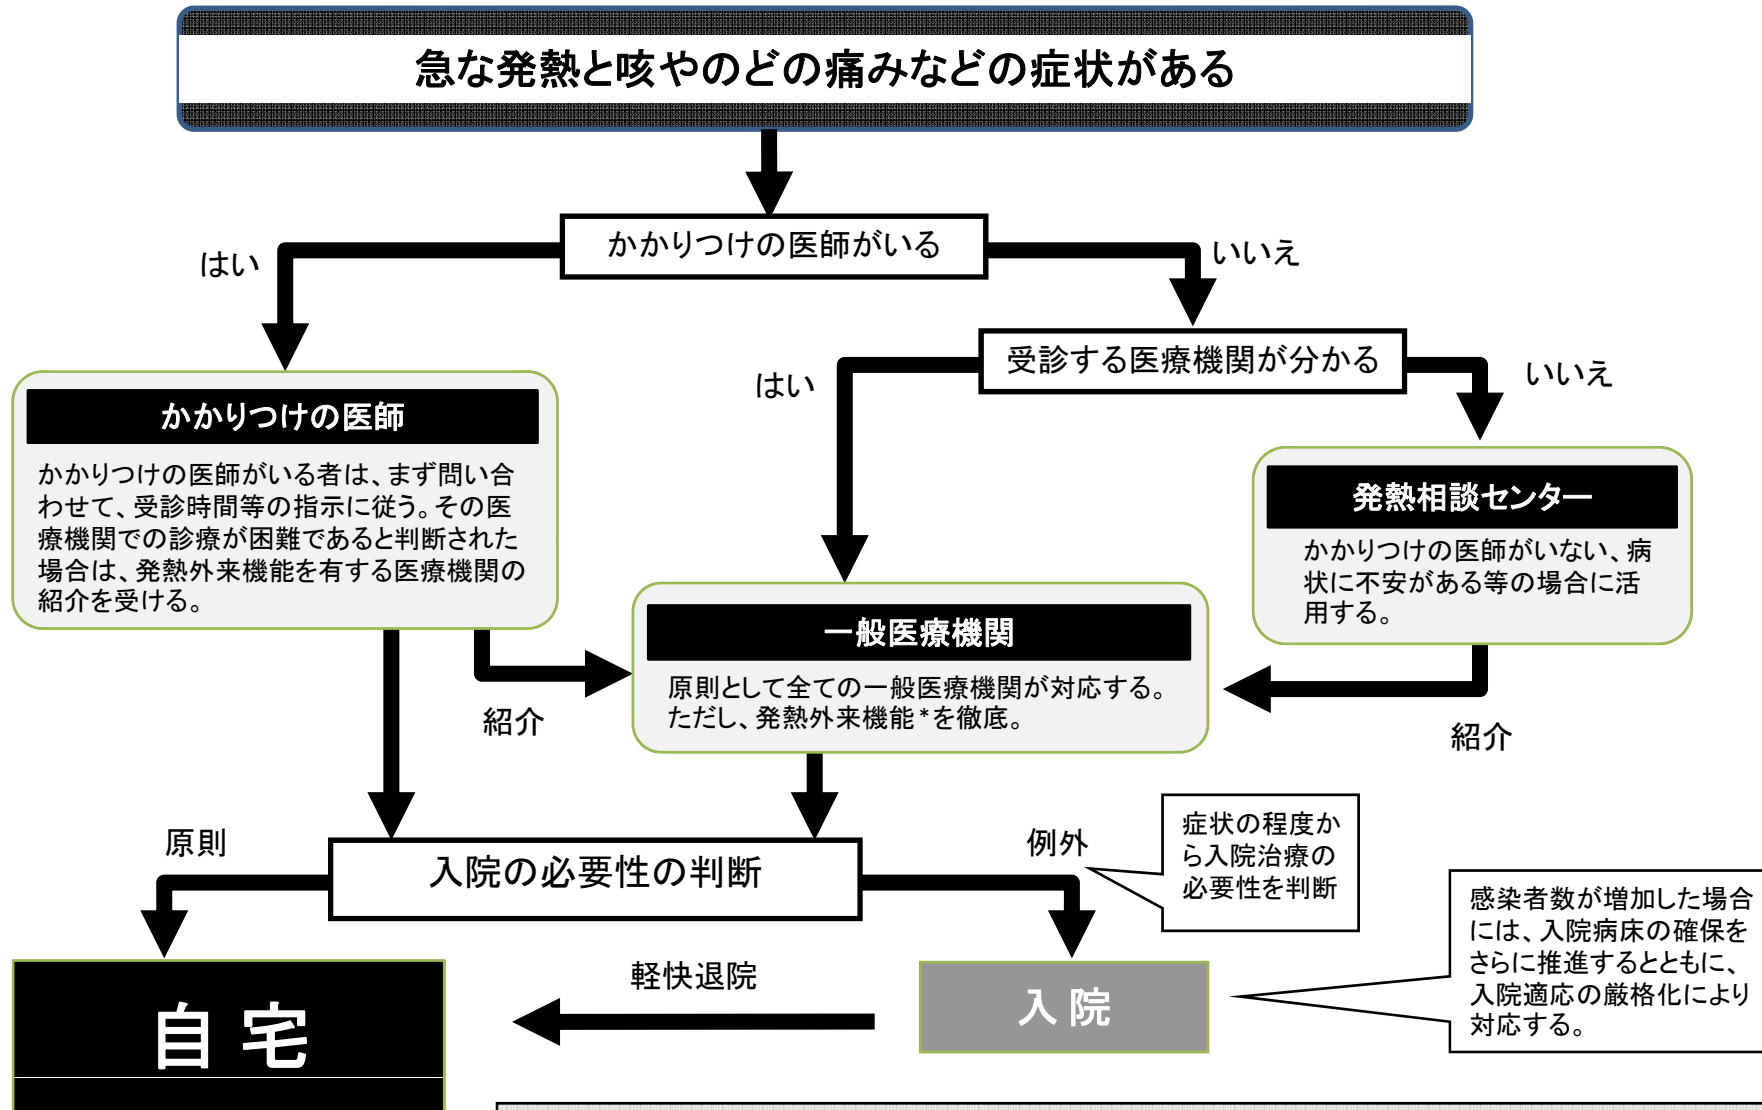 急な発熱と咳やのどの痛みなどの症状がある
かかりつけの医師がいる
はい
いいえ
受診する医療機関が分かる
はい
いいえ
かかりつけの医師
かかりつけの医師がいる者は、まず問い合
わせて、受診時間等の指示に従う。その医
療機関での診療が困難であると判断された
場合は、発熱外来機能を有する医療機関の
紹介を受ける。
発熱相談センター
かかりつけの医師がいない、病
状に不安がある等の場合に活
用する。
一般医療機関
原則として全ての一般医療機関が対応する。
ただし、発熱外来機能*を徹底。
紹介
紹介
入院の必要性の判断
原則
例外
症状の程度か
ら入院治療の
必要性を判断
感染者数が増加した場合
には、入院病床の確保を
さらに推進するとともに、
入院適応の厳格化により
対応する。
軽快退院
自宅
入院